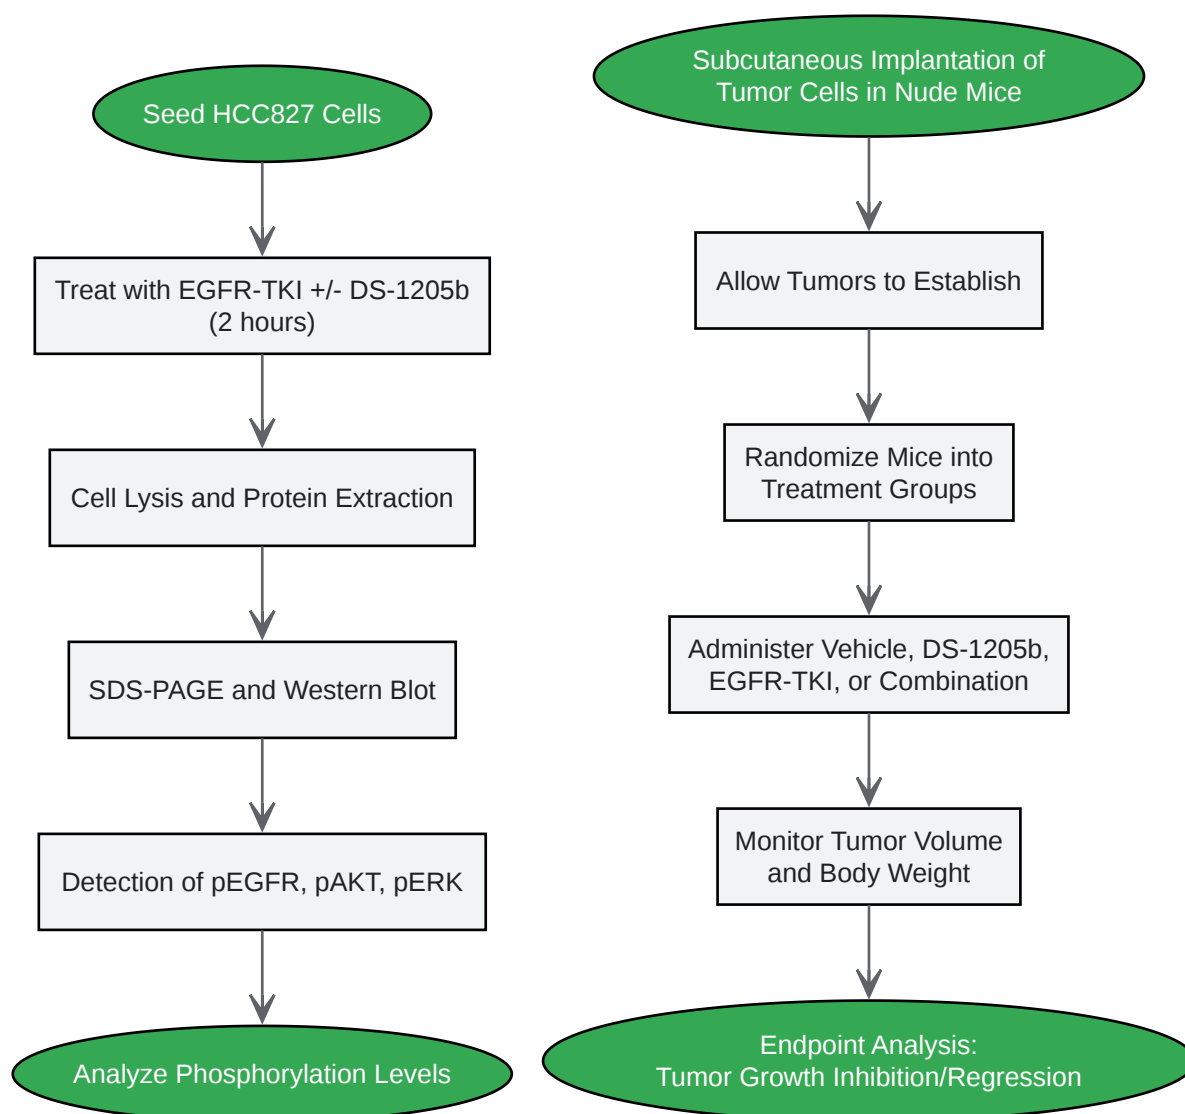 Seed HCC827 Cells
Treat with EGFR-TKI +/- DS-1205b
(2 hours)
Cell Lysis and Protein Extraction
SDS-PAGE and Western Blot
Detection of pEGFR, pAKT, pERK
Analyze Phosphorylation Levels
Subcutaneous Implantation of
Tumor Cells in Nude Mice
Allow Tumors to Establish
Randomize Mice into
Treatment Groups
Administer Vehicle, DS-1205b,
EGFR-TKI, or Combination
Monitor Tumor Volume
and Body Weight
Endpoint Analysis:
Tumor Growth Inhibition/Regression